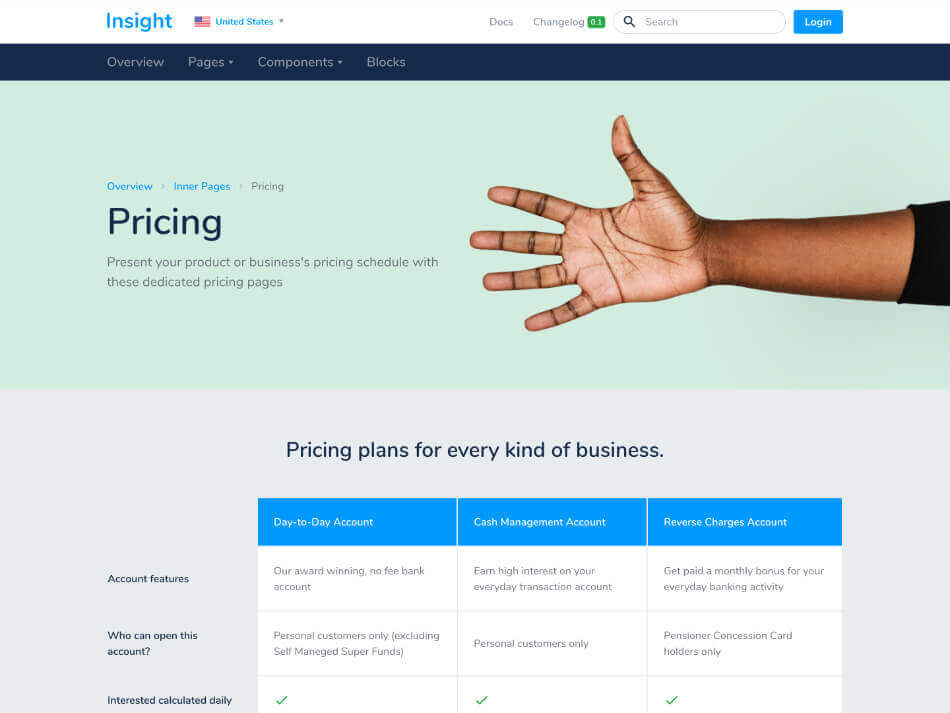 Insight
United States
Docs
Changelog 0.1
Search
Login
Overview
Pages
Components
Blocks
Overview › Inner Pages › Pricing
Pricing
Present your product or business's pricing schedule with
these dedicated pricing pages
Pricing plans for every kind of business.
Day-to-Day Account
Cash Management Account
Reverse Charges Account
Account features
Our award winning, no fee bank
account
Earn high interest on your
everyday transaction account
Get paid a monthly bonus for your
everyday banking activity
Who can open this
account?
Personal customers only (excluding
Self Maneged Super Funds)
Personal customers only
Pensioner Concession Card
holders only
Interested calculated daily